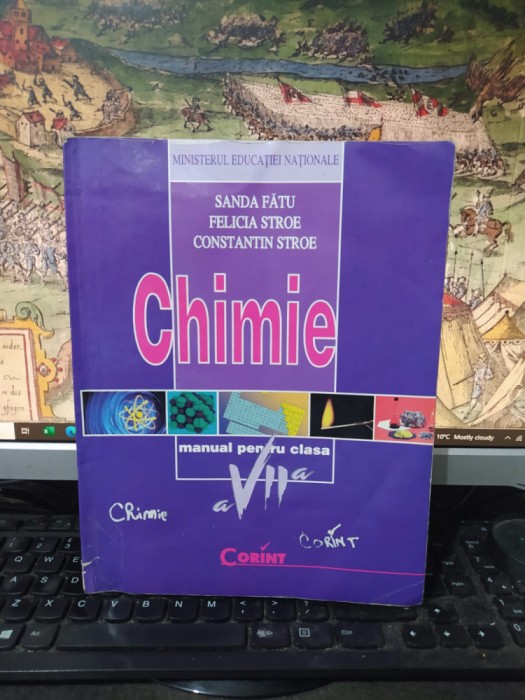 MINISTERUL EDUCAȚIEI NAȚIONALE
SANDA FĂTU
FELICIA STROE
CONSTANTIN STROE
Chimie
manual pentru clasa
a VII a
Chimie
CORINT
CORINT
10°C Mostly cloudy